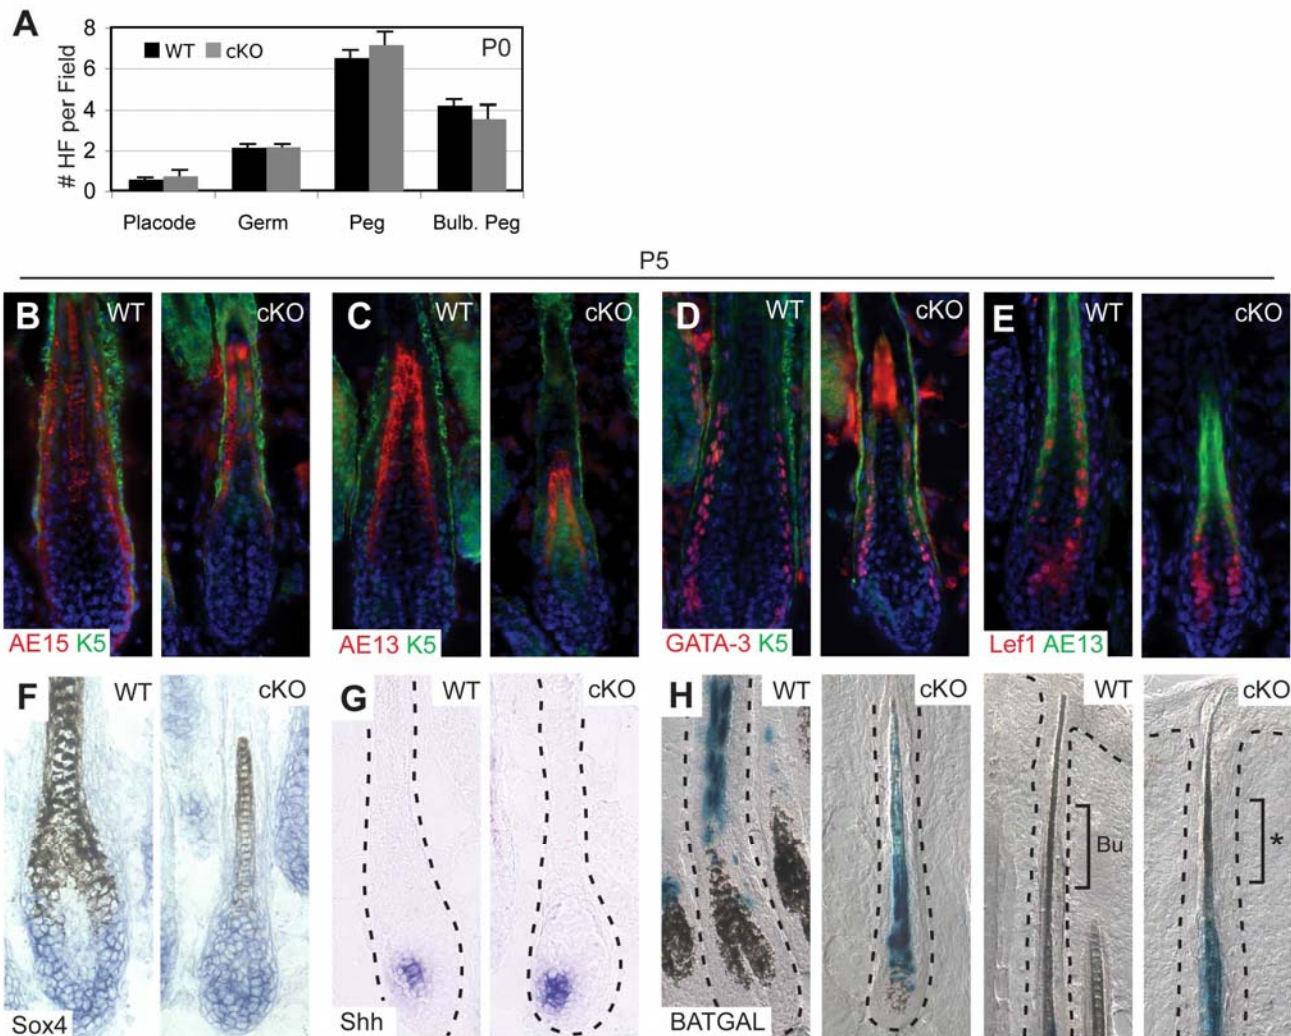 A
# HF per Field
8
6
4
2
0
WT cKO
P0
Placode Germ Peg Bulb. Peg
P5
B WT cKO C WT cKO D WT cKO E WT cKO
AE15 K5 AE13 K5 GATA-3 K5 Lef1 AE13
F WT cKO G WT cKO H WT cKO WT cKO
Bu *
Sox4 Shh BATGAL